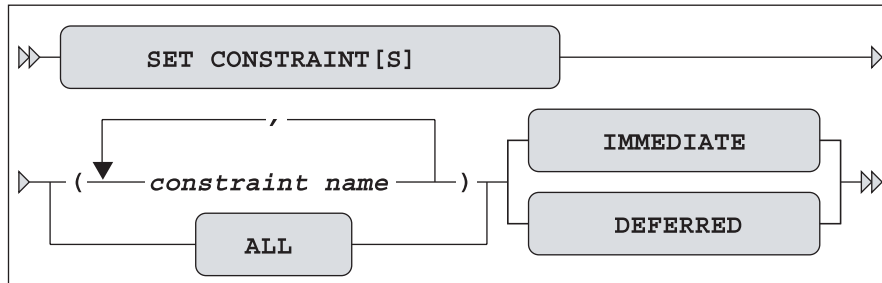 SET CONSTRAINT[S]
,
IMMEDIATE
( constraint name )
DEFERRED
ALL